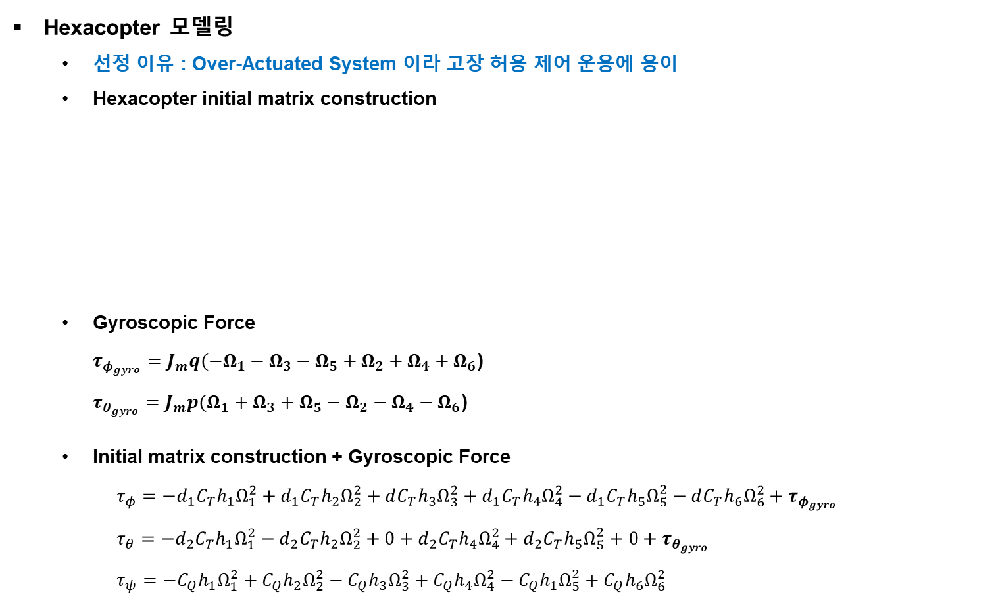 ▪ Hexacopter 모델링
• 선정 이유 : Over-Actuated System 이라 고장 허용 제어 운용에 용이
• Hexacopter initial matrix construction
• Gyroscopic Force
$\boldsymbol{\tau_{\phi_{gyro}} = J_m q(-\Omega_1 - \Omega_3 - \Omega_5 + \Omega_2 + \Omega_4 + \Omega_6)}$
$\boldsymbol{\tau_{\theta_{gyro}} = J_m p(\Omega_1 + \Omega_3 + \Omega_5 - \Omega_2 - \Omega_4 - \Omega_6)}$
• Initial matrix construction + Gyroscopic Force
$\tau_\phi = -d_1 C_T h_1 \Omega_1^2 + d_1 C_T h_2 \Omega_2^2 + d C_T h_3 \Omega_3^2 + d_1 C_T h_4 \Omega_4^2 - d_1 C_T h_5 \Omega_5^2 - d C_T h_6 \Omega_6^2 + \boldsymbol{\tau_{\phi_{gyro}}}$
$\tau_\theta = -d_2 C_T h_1 \Omega_1^2 - d_2 C_T h_2 \Omega_2^2 + 0 + d_2 C_T h_4 \Omega_4^2 + d_2 C_T h_5 \Omega_5^2 + 0 + \boldsymbol{\tau_{\theta_{gyro}}}$
$\tau_\psi = -C_Q h_1 \Omega_1^2 + C_Q h_2 \Omega_2^2 - C_Q h_3 \Omega_3^2 + C_Q h_4 \Omega_4^2 - C_Q h_1 \Omega_5^2 + C_Q h_6 \Omega_6^2$